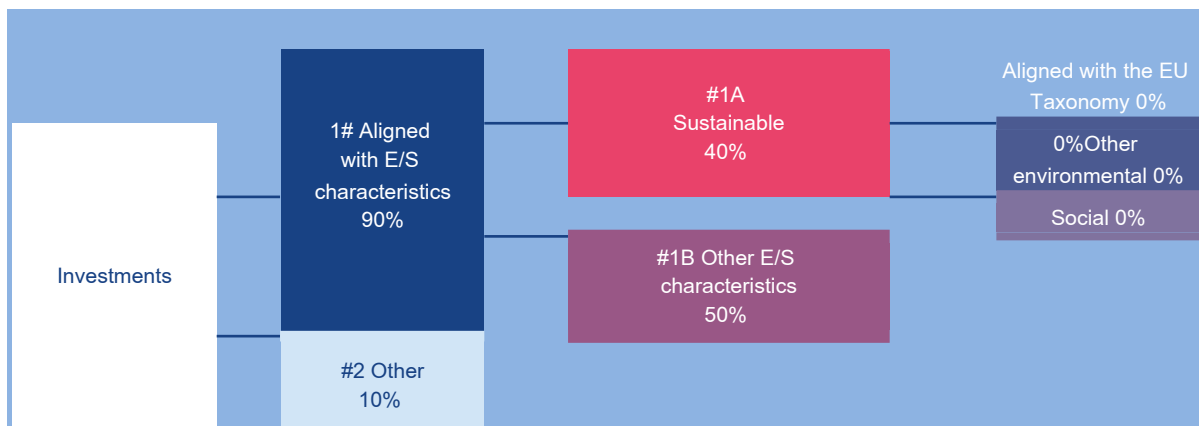 Investments
1# Aligned
with E/S
characteristics
90%
#2 Other
10%
#1A
Sustainable
40%
#1B Other E/S
characteristics
50%
Aligned with the EU
Taxonomy 0%
0%Other
environmental 0%
Social 0%